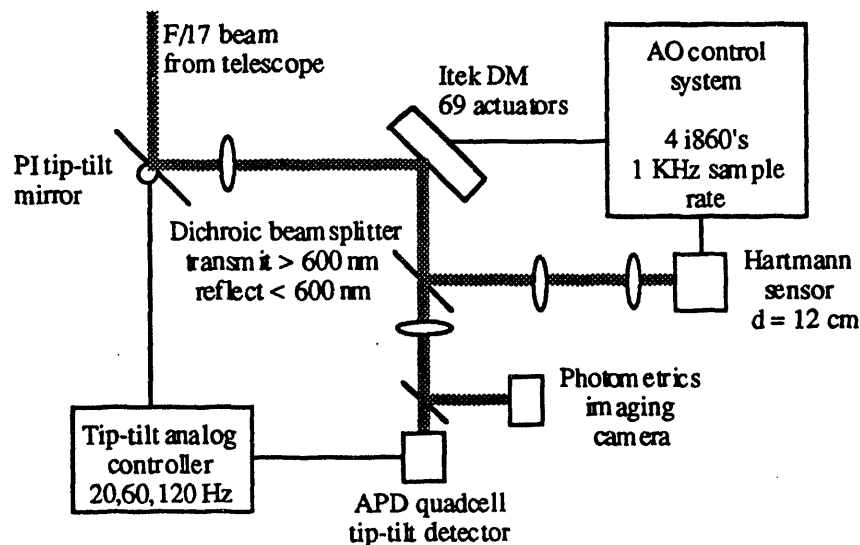 F/17 beam
from telescope
Itek DM
69 actuators
AO control
system
4 i860's
1 KHz sample
rate
PI tip-tilt
mirror
Dichroic beam splitter
transmit > 600 nm
reflect < 600 nm
Hartmann
sensor
d = 12 cm
Photometrics
imaging
camera
Tip-tilt analog
controller
20,60,120 Hz
APD quadcell
tip-tilt detector